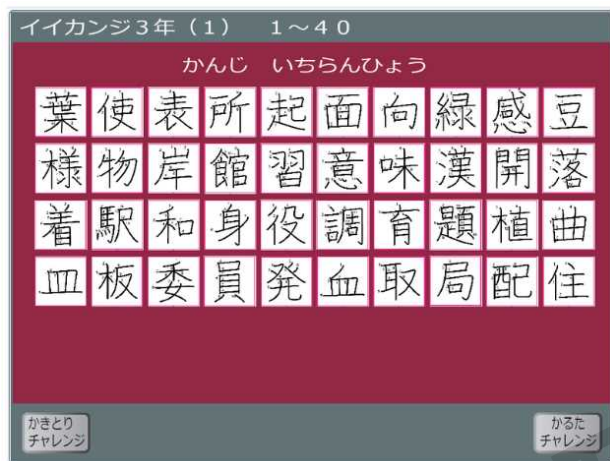 イイカンジ３年（１）　１～４０
かんじ　いちらんひょう
葉 使 表 所 起 面 向 緑 感 豆
様 物 岸 館 習 意 味 漢 開 落
着 駅 和 身 役 調 育 題 植 曲
皿 板 委 員 発 血 取 局 配 住
かきとり
チャレンジ
かるた
チャレンジ